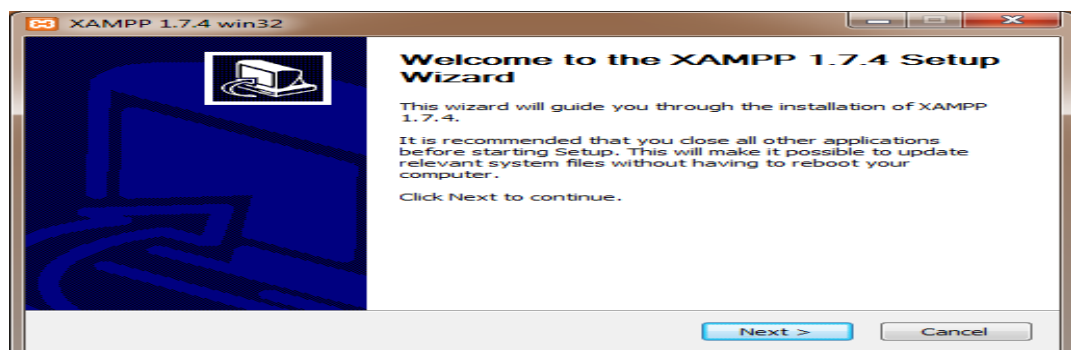 XAMPP 1.7.4 win32
Welcome to the XAMPP 1.7.4 Setup
Wizard
This wizard will guide you through the installation of XAMPP
1.7.4.
It is recommended that you close all other applications
before starting Setup. This will make it possible to update
relevant system files without having to reboot your
computer.
Click Next to continue.
Next >
Cancel